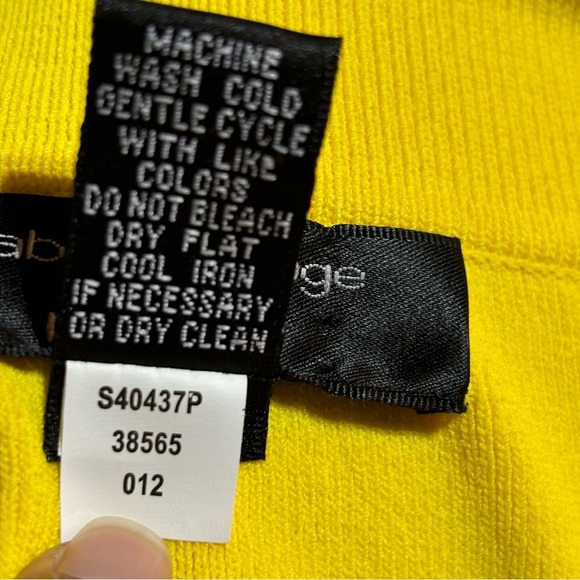 MACHINE
WASH COLD
GENTLE CYCLE
WITH LIKE
COLORS
DO NOT BLEACH
DRY FLAT
COOL IRON
IF NECESSARY
OR DRY CLEAN
S40437P
38565
012